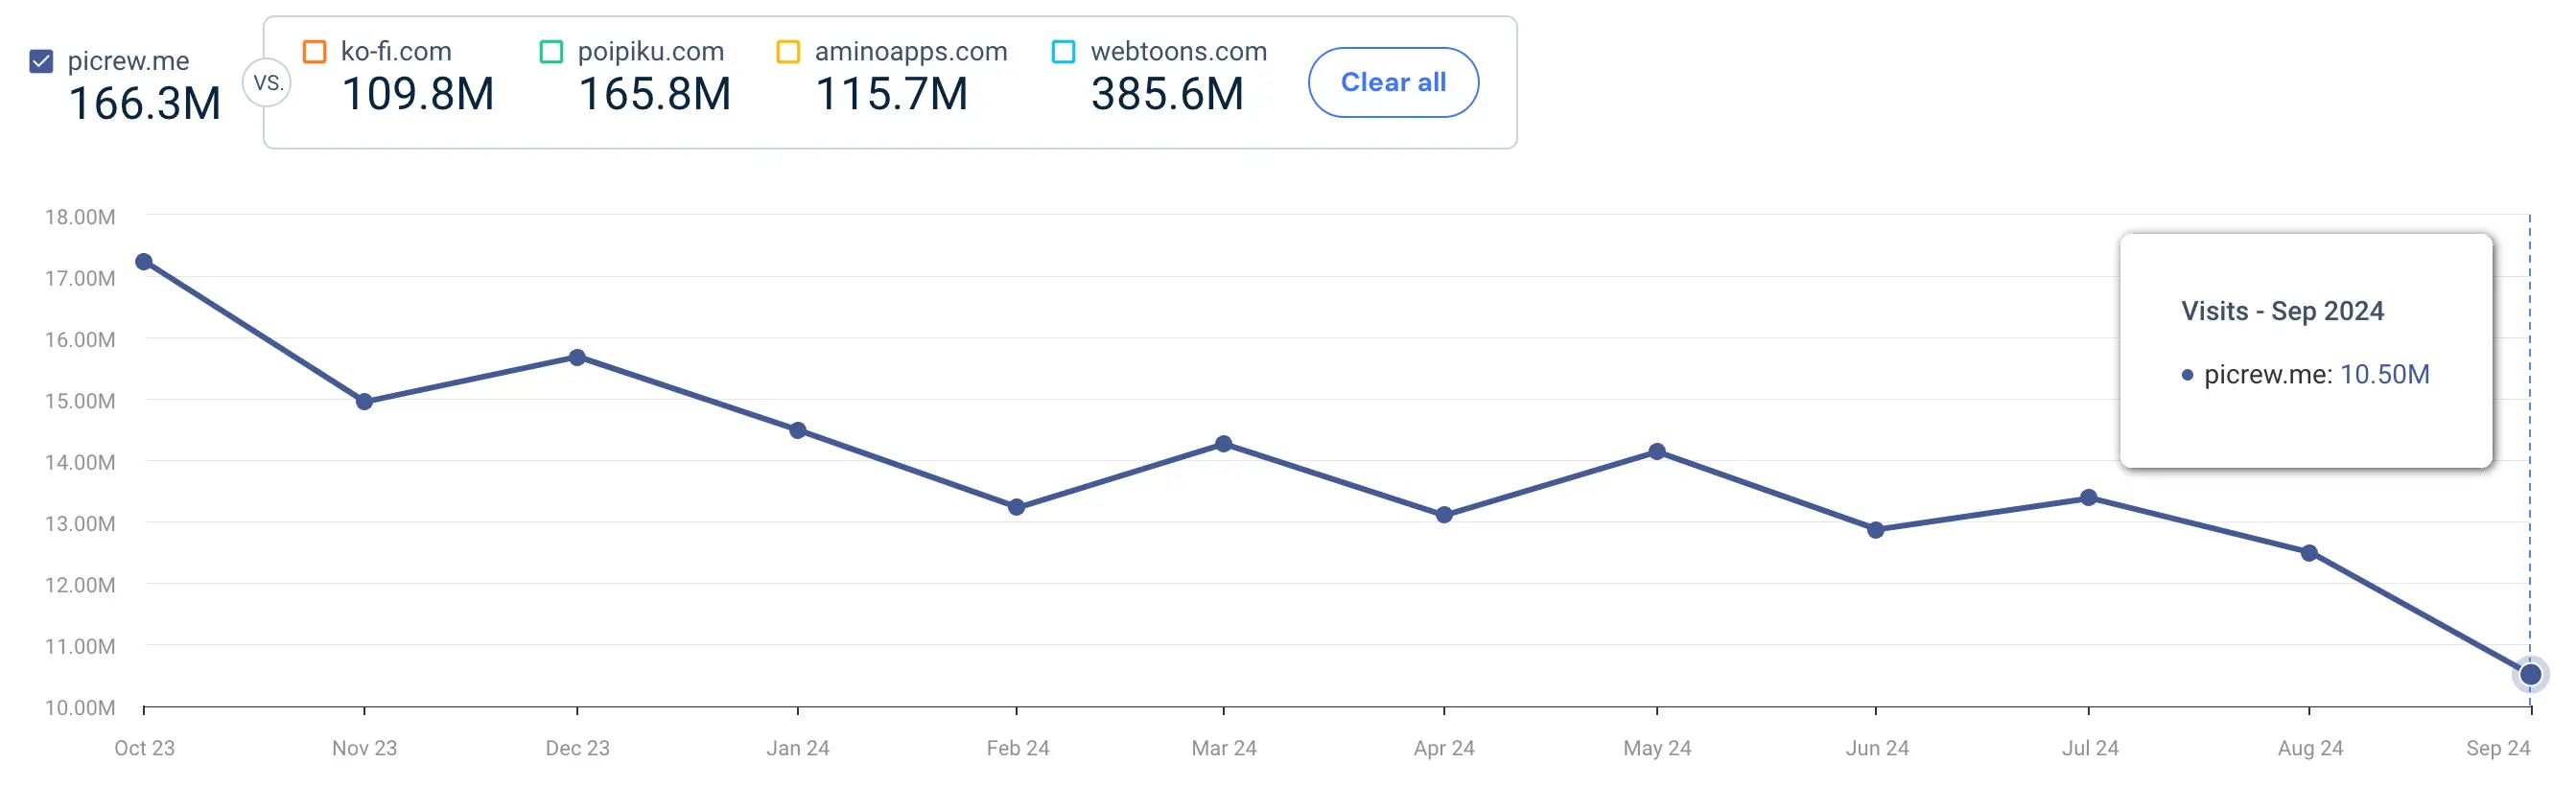 picrew.me
166.3M
VS.
ko-fi.com
109.8M
poipiku.com
165.8M
aminoapps.com
115.7M
webtoons.com
385.6M
Clear all
18.00M
17.00M
16.00M
15.00M
14.00M
13.00M
12.00M
11.00M
10.00M
Visits - Sep 2024
picrew.me: 10.50M
Oct 23 Nov 23 Dec 23 Jan 24 Feb 24 Mar 24 Apr 24 May 24 Jun 24 Jul 24 Aug 24 Sep 24